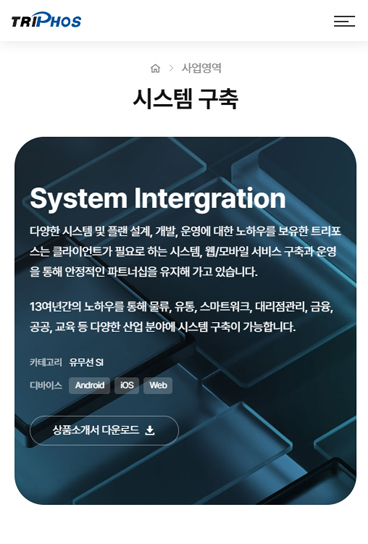 TRIPHOS
사업영역
시스템 구축
System Intergration
다양한 시스템 및 플랜 설계, 개발, 운영에 대한 노하우를 보유한 트리포
스는 클라이언트가 필요로 하는 시스템, 웹/모바일 서비스 구축과 운영
을 통해 안정적인 파트너십을 유지해 가고 있습니다.
13여년간의 노하우를 통해 물류, 유통, 스마트워크, 대리점관리, 금융,
공공, 교육 등 다양한 산업 분야에 시스템 구축이 가능합니다.
카테고리 유무선 SI
디바이스 Android iOS Web
상품소개서 다운로드